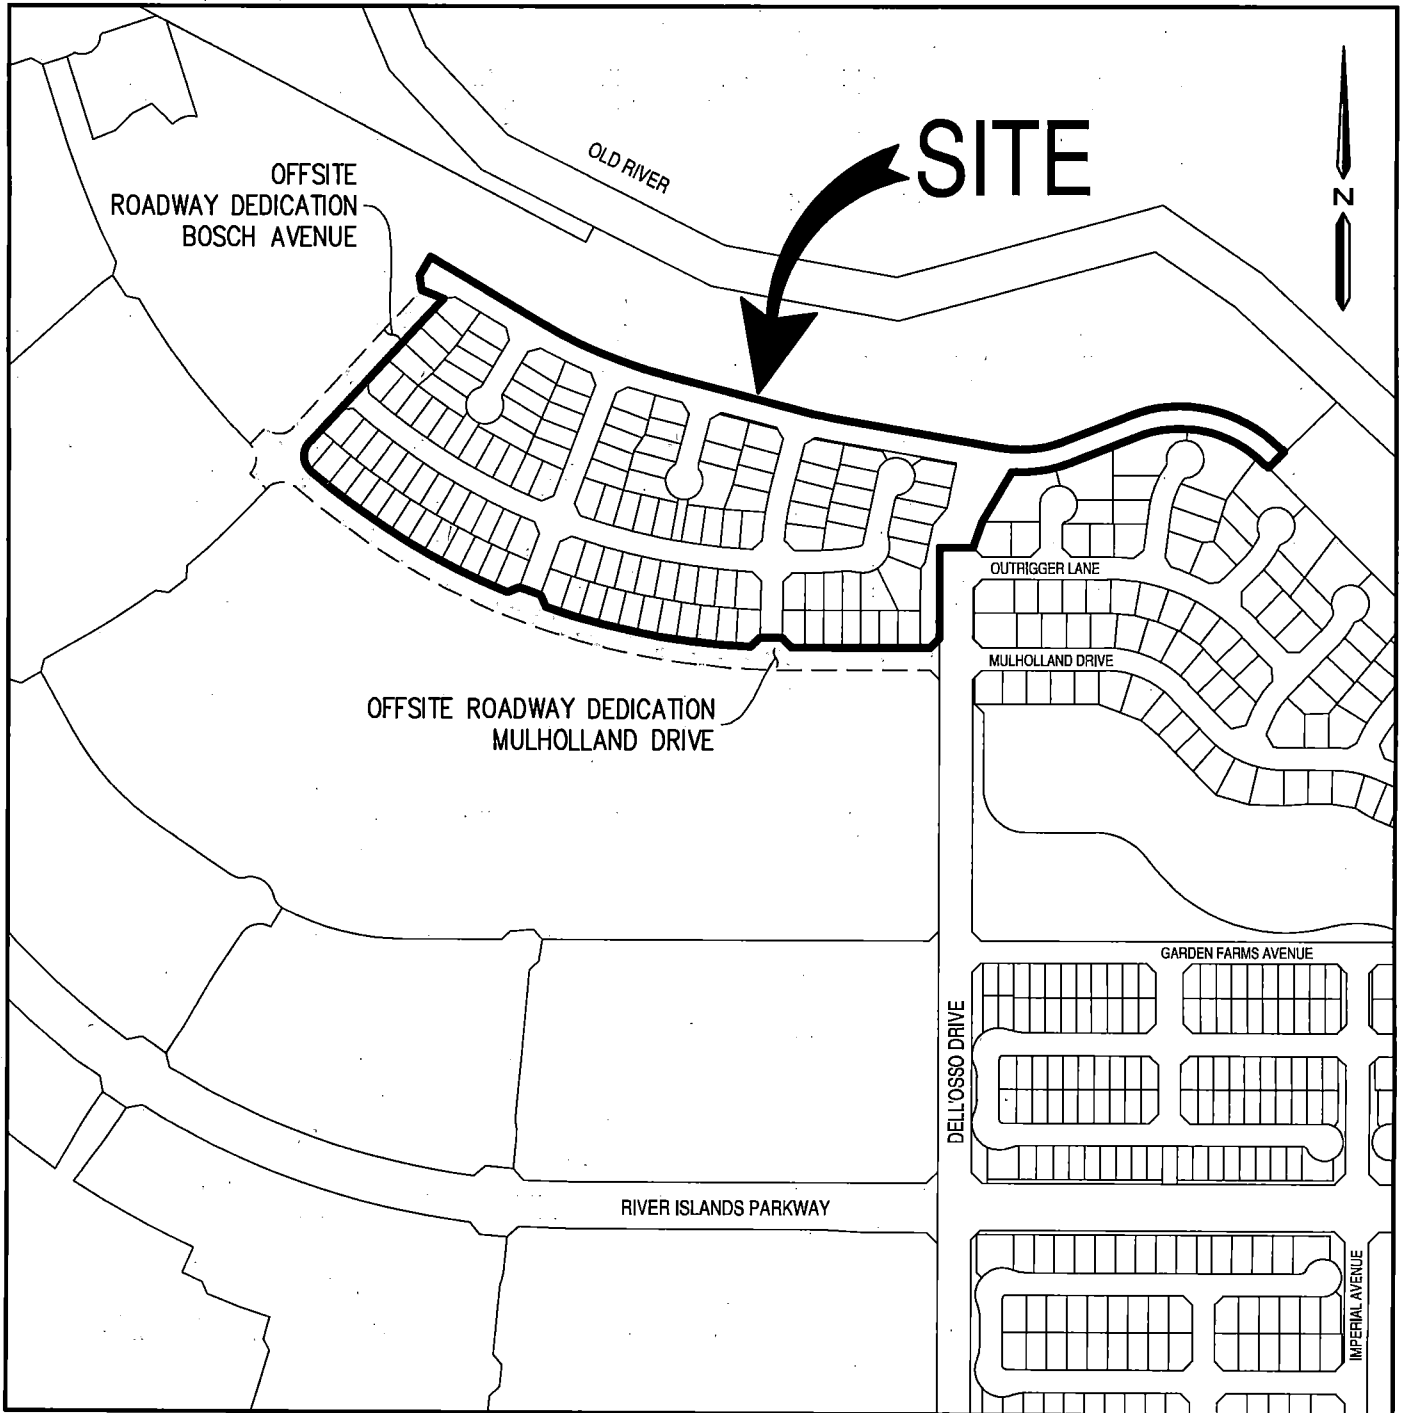 SITE
OLD RIVER
OFFSITE
ROADWAY DEDICATION
BOSCH AVENUE
N
OUTRIGGER LANE
MULHOLLAND DRIVE
OFFSITE ROADWAY DEDICATION
MULHOLLAND DRIVE
GARDEN FARMS AVENUE
DELL'OSSO DRIVE
RIVER ISLANDS PARKWAY
IMPERIAL AVENUE